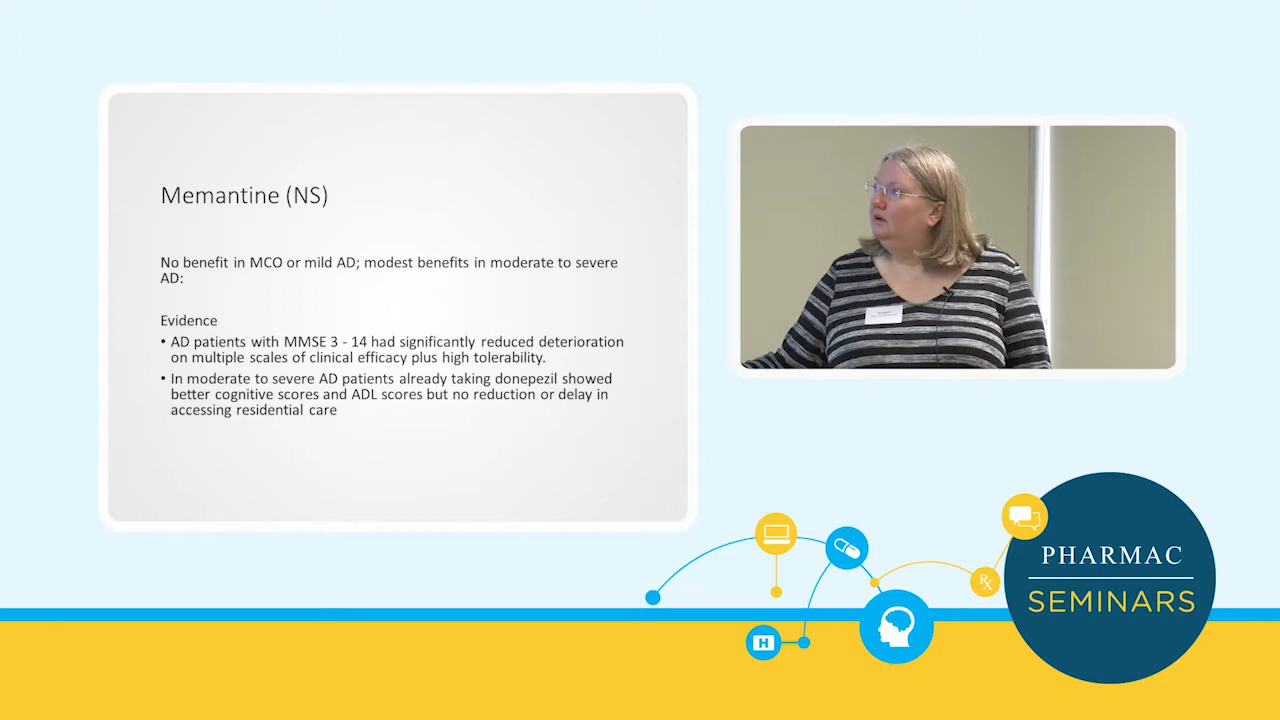 Memantine (NS)
No benefit in MCO or mild AD; modest benefits in moderate to severe
AD:
Evidence
• AD patients with MMSE 3 - 14 had significantly reduced deterioration
on multiple scales of clinical efficacy plus high tolerability.
• In moderate to severe AD patients already taking donepezil showed
better cognitive scores and ADL scores but no reduction or delay in
accessing residential care
H
Rx
PHARMAC
SEMINARS